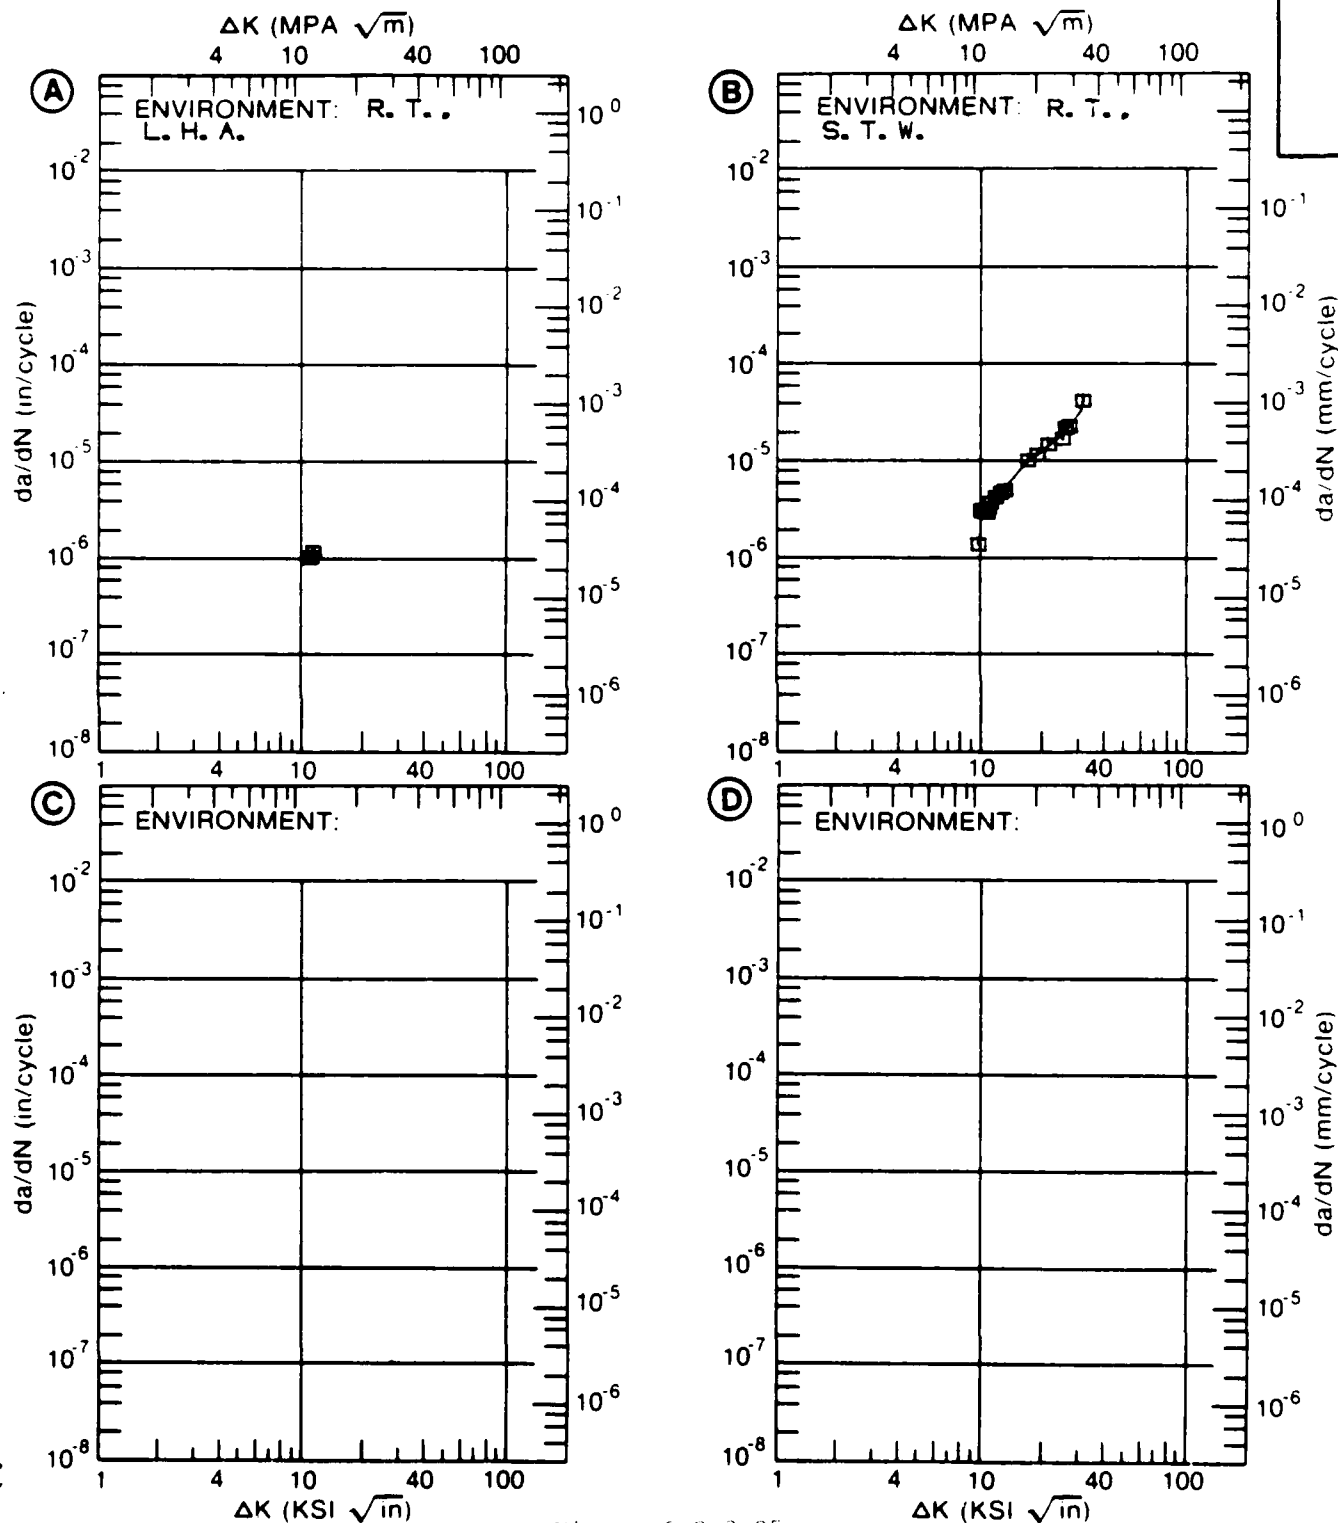 ΔK (MPA √m)
4 10 40 100
A
ENVIRONMENT: R. T.,
L. H. A.
10^0
10^-2
10^-1
10^-3
10^-2
10^-4
10^-3
10^-5
10^-4
10^-6
10^-5
10^-7
10^-6
10^-8
1 4 10 40 100
da/dN (in/cycle)
ΔK (MPA √m)
4 10 40 100
B
ENVIRONMENT: R. T.,
S. T. W.
10^-2
10^-1
10^-3
10^-2
10^-4
10^-3
10^-5
10^-4
10^-6
10^-5
10^-7
10^-6
10^-8
1 4 10 40 100
da/dN (mm/cycle)
C
ENVIRONMENT:
10^0
10^-2
10^-1
10^-3
10^-2
10^-4
10^-3
10^-5
10^-4
10^-6
10^-5
10^-7
10^-6
10^-8
1 4 10 40 100
ΔK (KSI √in)
da/dN (in/cycle)
D
ENVIRONMENT:
10^0
10^-2
10^-1
10^-3
10^-2
10^-4
10^-3
10^-5
10^-4
10^-6
10^-5
10^-7
10^-6
10^-8
1 4 10 40 100
ΔK (KSI √in)
da/dN (mm/cycle)